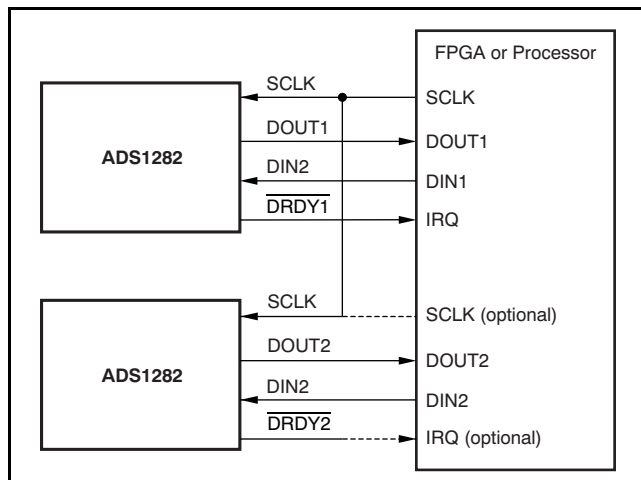 FPGA or Processor
SCLK
SCLK
DOUT1
DOUT1
ADS1282
DIN2
DIN1
DRDY1
IRQ
SCLK
SCLK (optional)
DOUT2
DOUT2
ADS1282
DIN2
DIN2
DRDY2
IRQ (optional)